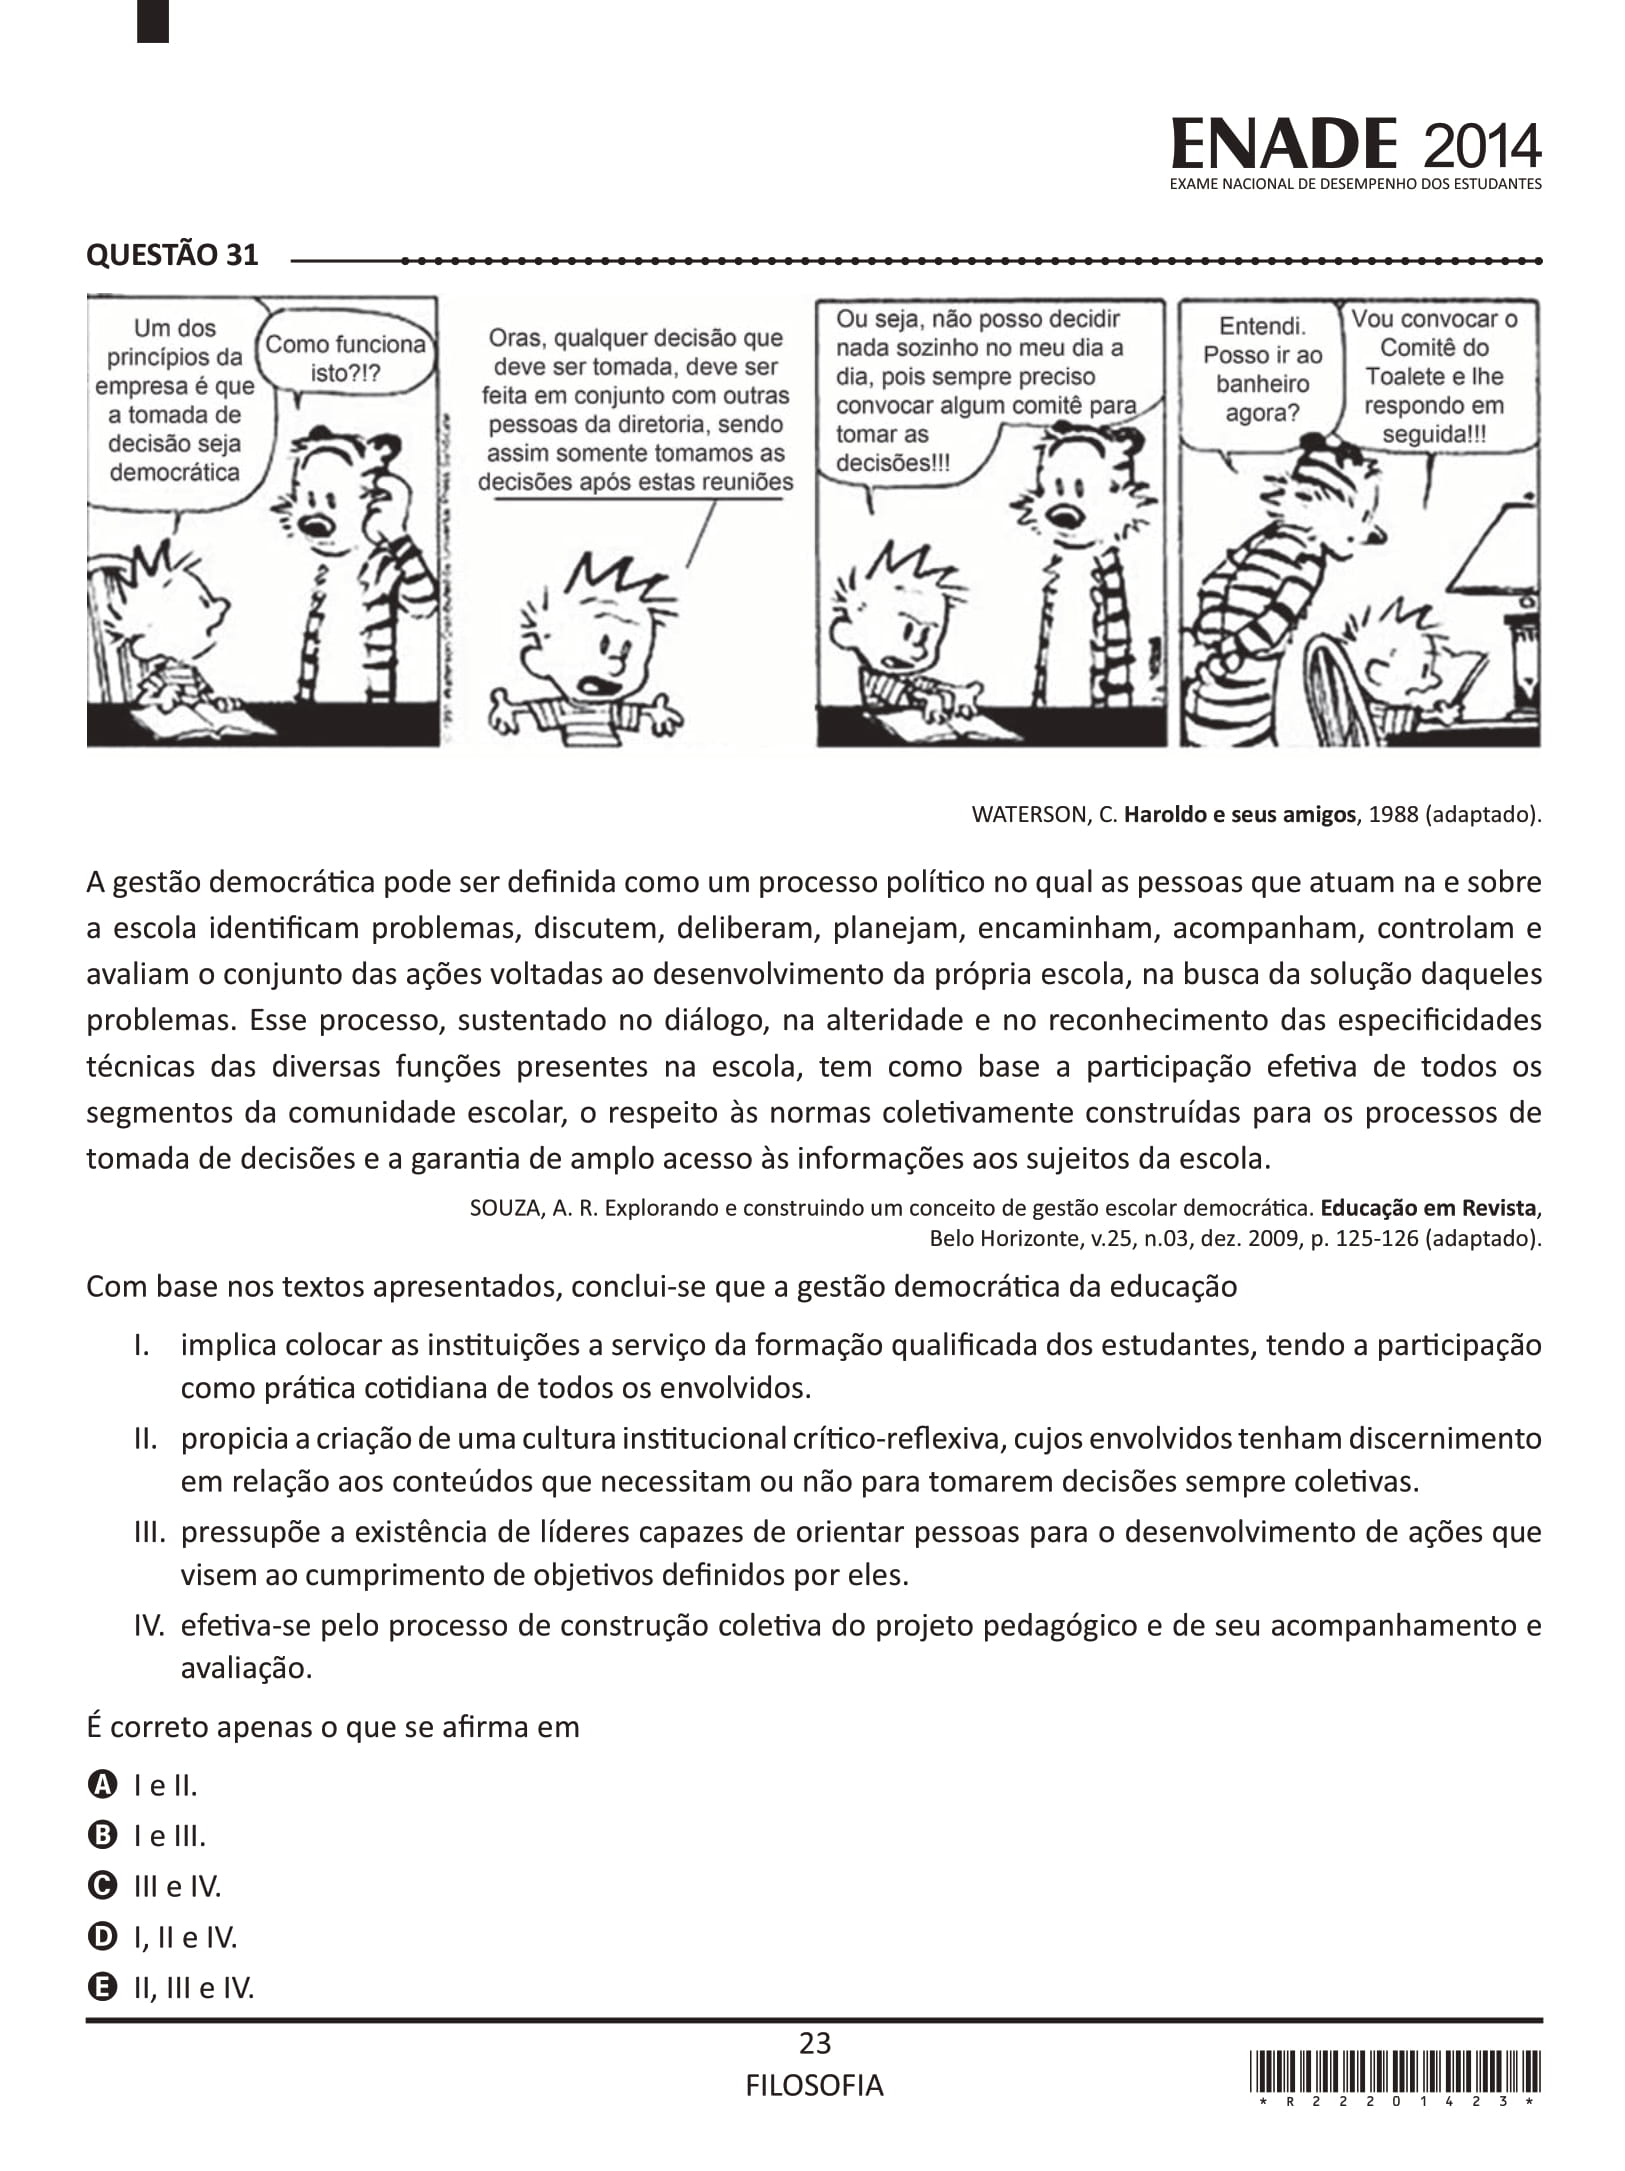 ENADE 2014
EXAME NACIONAL DE DESEMPENHO DOS ESTUDANTES
QUESTÃO 31
Um dos
princípios da
empresa é que
a tomada de
decisão seja
democrática
Como funciona
isto?!?
Oras, qualquer decisão que
deve ser tomada, deve ser
feita em conjunto com outras
pessoas da diretoria, sendo
assim somente tomamos as
decisões após estas reuniões
Ou seja, não posso decidir
nada sozinho no meu dia a
dia, pois sempre preciso
convocar algum comitê para
tomar as
decisões!!!
Entendi.
Posso ir ao
banheiro
agora?
Vou convocar o
Comitê do
Toalete e lhe
respondo em
seguida!!!
WATERSON, C. Haroldo e seus amigos, 1988 (adaptado).
A gestão democrática pode ser definida como um processo político no qual as pessoas que atuam na e sobre
a escola identificam problemas, discutem, deliberam, planejam, encaminham, acompanham, controlam e
avaliam o conjunto das ações voltadas ao desenvolvimento da própria escola, na busca da solução daqueles
problemas. Esse processo, sustentado no diálogo, na alteridade e no reconhecimento das especificidades
técnicas das diversas funções presentes na escola, tem como base a participação efetiva de todos os
segmentos da comunidade escolar, o respeito às normas coletivamente construídas para os processos de
tomada de decisões e a garantia de amplo acesso às informações aos sujeitos da escola.
SOUZA, A. R. Explorando e construindo um conceito de gestão escolar democrática. Educação em Revista,
Belo Horizonte, v.25, n.03, dez. 2009, p. 125-126 (adaptado).
Com base nos textos apresentados, conclui-se que a gestão democrática da educação
I. implica colocar as instituições a serviço da formação qualificada dos estudantes, tendo a participação
como prática cotidiana de todos os envolvidos.
II. propicia a criação de uma cultura institucional crítico-reflexiva, cujos envolvidos tenham discernimento
em relação aos conteúdos que necessitam ou não para tomarem decisões sempre coletivas.
III. pressupõe a existência de líderes capazes de orientar pessoas para o desenvolvimento de ações que
visem ao cumprimento de objetivos definidos por eles.
IV. efetiva-se pelo processo de construção coletiva do projeto pedagógico e de seu acompanhamento e
avaliação.
É correto apenas o que se afirma em
A I e II.
B I e III.
C III e IV.
D I, II e IV.
E II, III e IV.
23
FILOSOFIA
* R 2 2 2 0 1 4 2 3 *